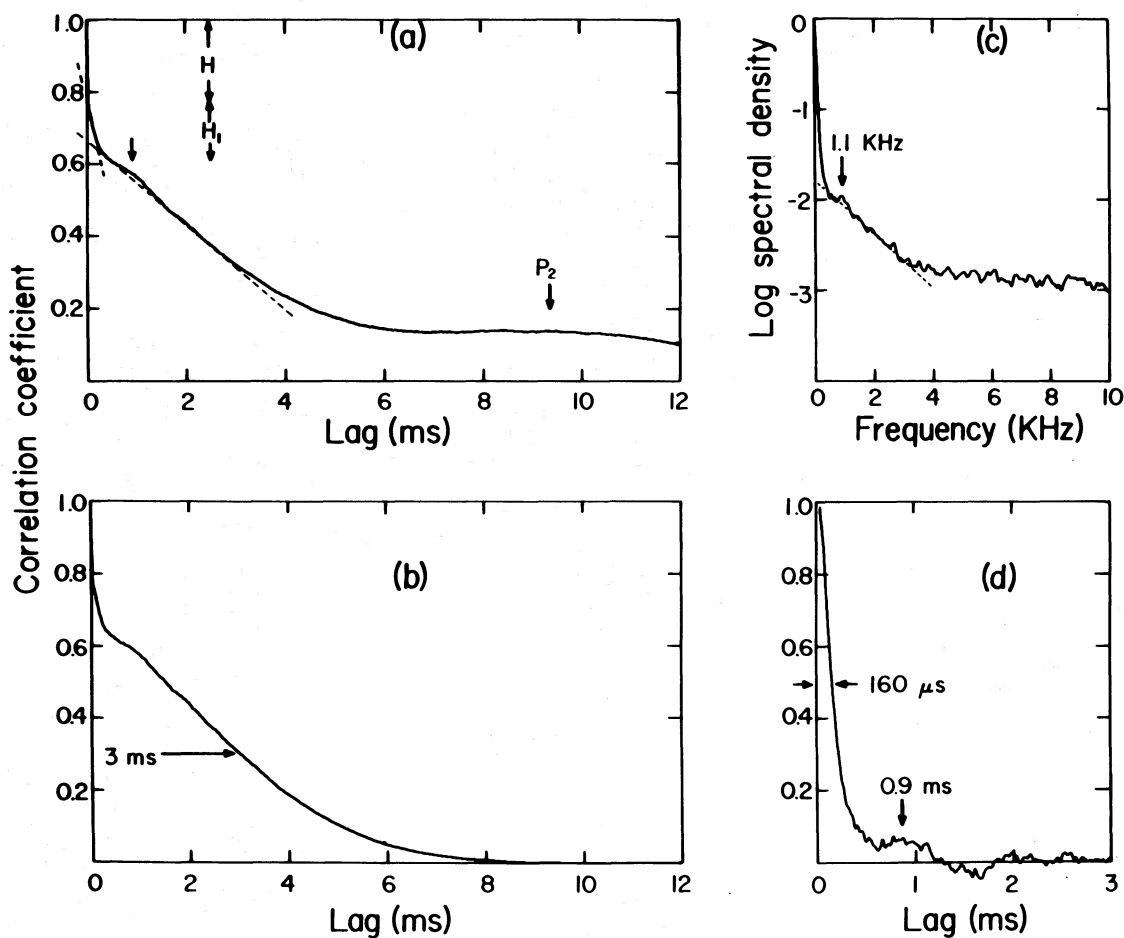 Correlation coefficient
(a)
1.0
0.8
0.6
0.4
0.2
H
H1
P2
0 2 4 6 8 10 12
Lag (ms)
(c)
Log spectral density
0
-1
-2
-3
1.1 KHz
0 2 4 6 8 10
Frequency (KHz)
(b)
1.0
0.8
0.6
0.4
0.2
3 ms
0 2 4 6 8 10 12
Lag (ms)
(d)
1.0
0.8
0.6
0.4
0.2
160 μs
0.9 ms
0 1 2 3
Lag (ms)